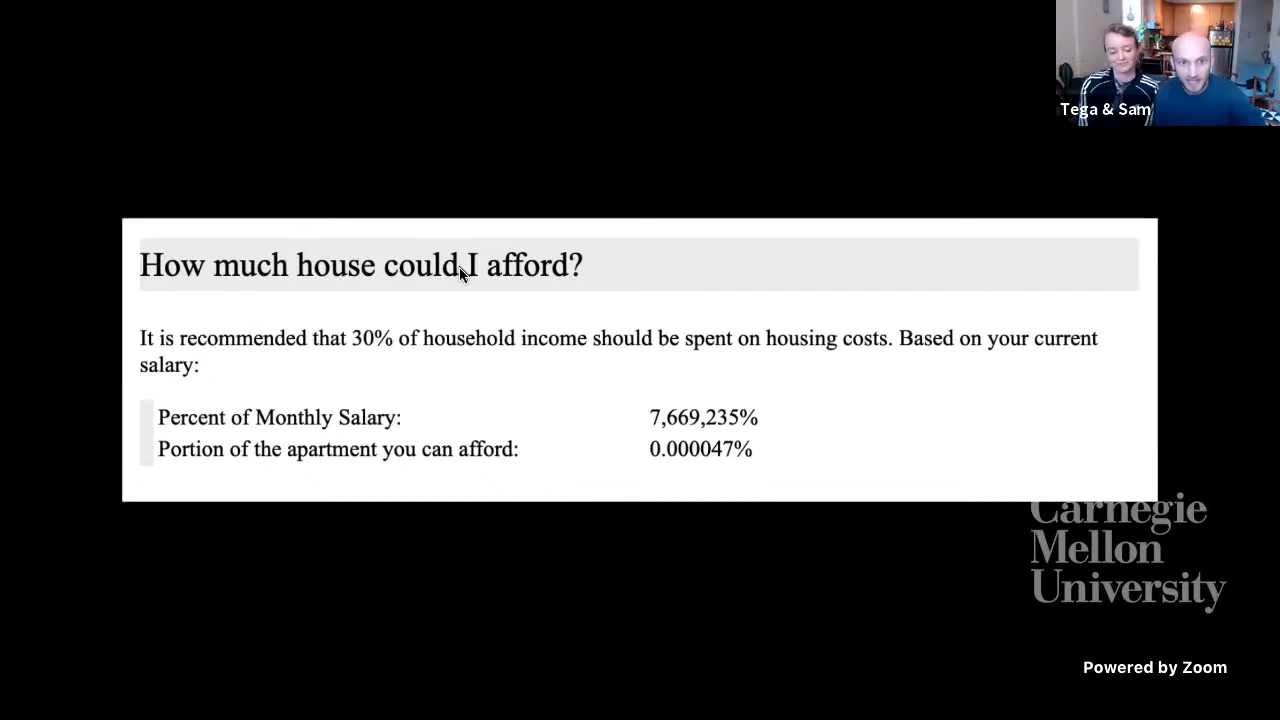 Tega & Sam
How much house could I afford?
It is recommended that 30% of household income should be spent on housing costs. Based on your current
salary:
Percent of Monthly Salary: 7,669,235%
Portion of the apartment you can afford: 0.000047%
Carnegie
Mellon
University
Powered by Zoom